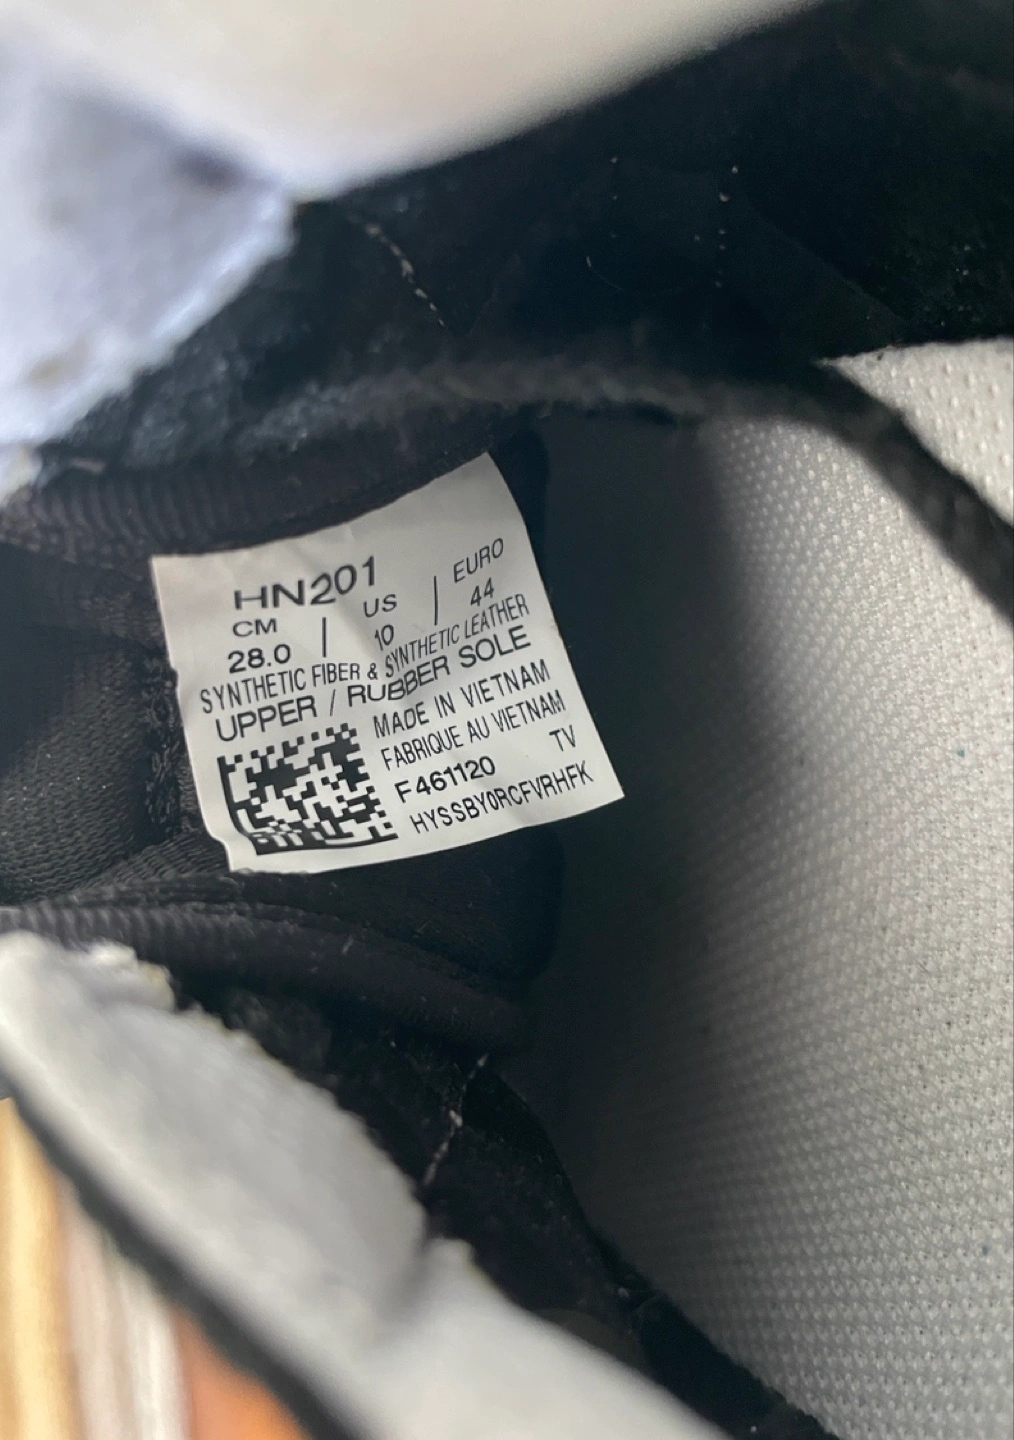 HN201
CM | US | EURO
28.0 | 10 | 44
SYNTHETIC FIBER & SYNTHETIC LEATHER
UPPER / RUBBER SOLE
MADE IN VIETNAM
FABRIQUE AU VIETNAM
F461120 TV
HYSSBY0RCFVRHFK